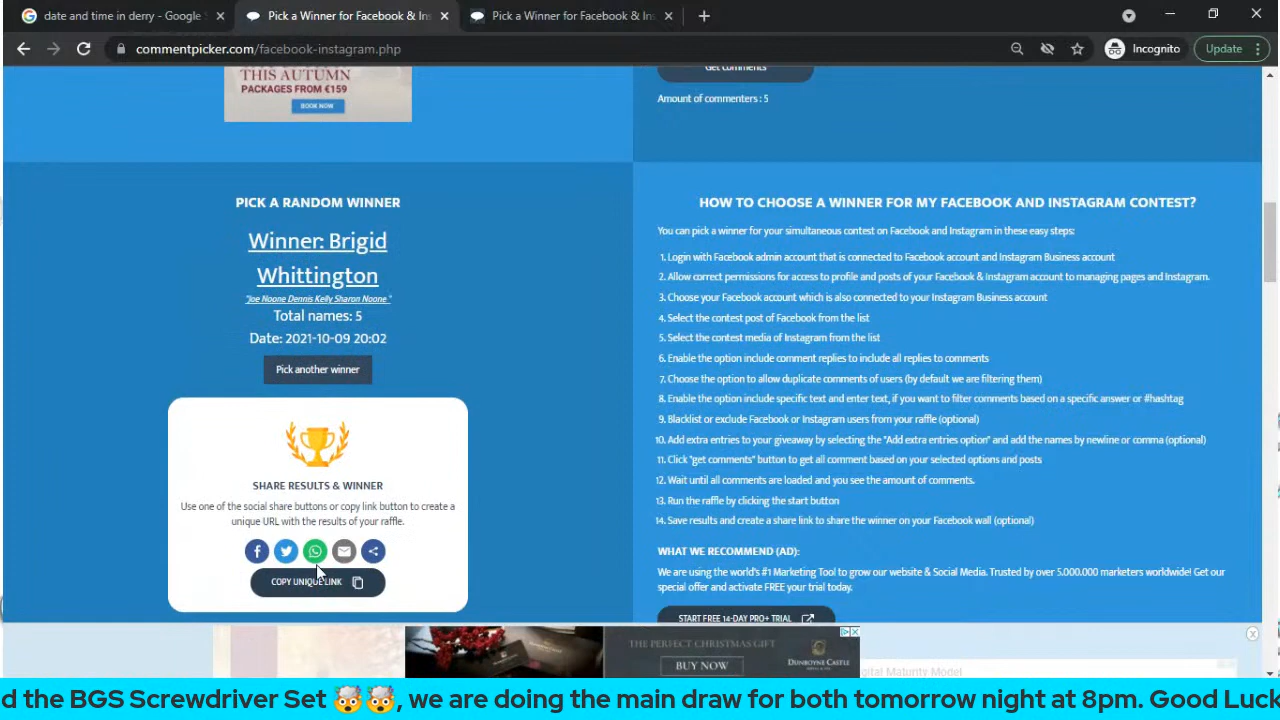 date and time in derry - Google S
Pick a Winner for Facebook & Ins
Pick a Winner for Facebook & Ins
commentpicker.com/facebook-instagram.php
Incognito
Update
THIS AUTUMN
PACKAGES FROM €159
BOOK NOW
Get comments
Amount of commenters : 5
PICK A RANDOM WINNER
Winner: Brigid
Whittington
"Joe Noone Dennis Kelly Sharon Noone "
Total names: 5
Date: 2021-10-09 20:02
Pick another winner
SHARE RESULTS & WINNER
Use one of the social share buttons or copy link button to create a
unique URL with the results of your raffle.
COPY UNIQUE LINK
HOW TO CHOOSE A WINNER FOR MY FACEBOOK AND INSTAGRAM CONTEST?
You can pick a winner for your simultaneous contest on Facebook and Instagram in these easy steps:
1. Login with Facebook admin account that is connected to Facebook account and Instagram Business account
2. Allow correct permissions for access to profile and posts of your Facebook & Instagram account to managing pages and Instagram.
3. Choose your Facebook account which is also connected to your Instagram Business account
4. Select the contest post of Facebook from the list
5. Select the contest media of Instagram from the list
6. Enable the option include comment replies to include all replies to comments
7. Choose the option to allow duplicate comments of users (by default we are filtering them)
8. Enable the option include specific text and enter text, if you want to filter comments based on a specific answer or #hashtag
9. Blacklist or exclude Facebook or Instagram users from your raffle (optional)
10. Add extra entries to your giveaway by selecting the "Add extra entries option" and add the names by newline or comma (optional)
11. Click "get comments" button to get all comment based on your selected options and posts
12. Wait until all comments are loaded and you see the amount of comments.
13. Run the raffle by clicking the start button
14. Save results and create a share link to share the winner on your Facebook wall (optional)
WHAT WE RECOMMEND (AD):
We are using the world's #1 Marketing Tool to grow our website & Social Media. Trusted by over 5.000.000 marketers worldwide! Get our
special offer and activate FREE your trial today.
START FREE 14-DAY PRO+ TRIAL
THE PERFECT CHRISTMAS GIFT
BUY NOW
DUNBOYNE CASTLE
igital Maturity Model
d the BGS Screwdriver Set 🤯🤯, we are doing the main draw for both tomorrow night at 8pm. Good Luck